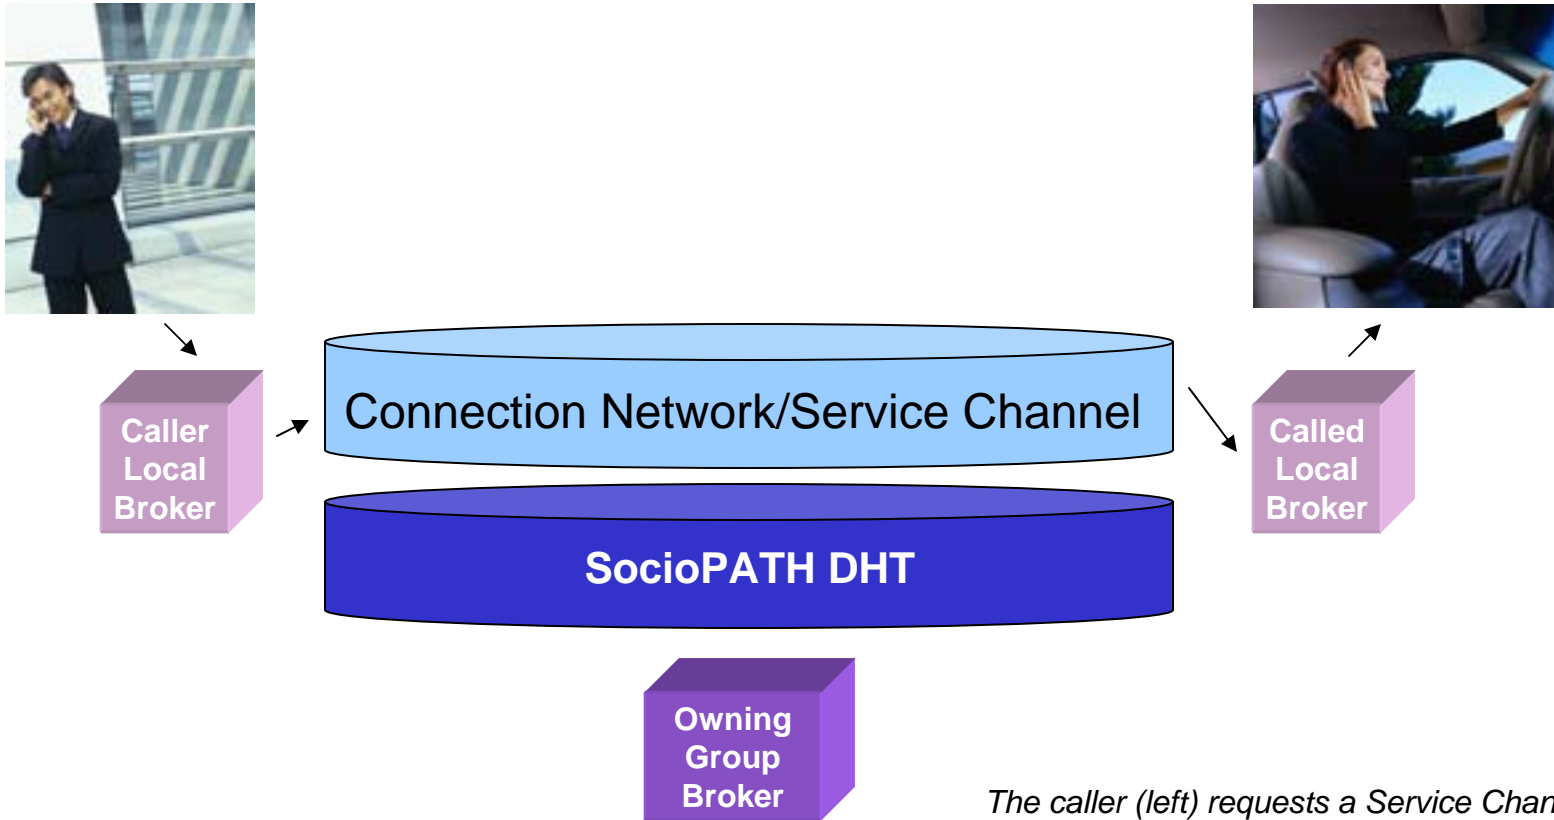 Connection Network/Service Channel
Caller
Local
Broker
Called
Local
Broker
SocioPATH DHT
Owning
Group
Broker
The caller (left) requests a Service